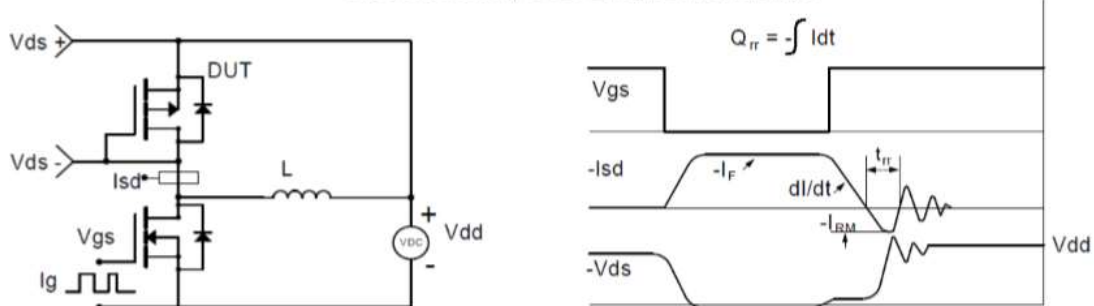 Vds +
DUT
Vds -
Isd
L
Vgs
Ig
VDC
+
-
Vdd
Qrr = -∫ Idt
Vgs
-Isd
-IF
dI/dt
trr
-IRM
-Vds
Vdd